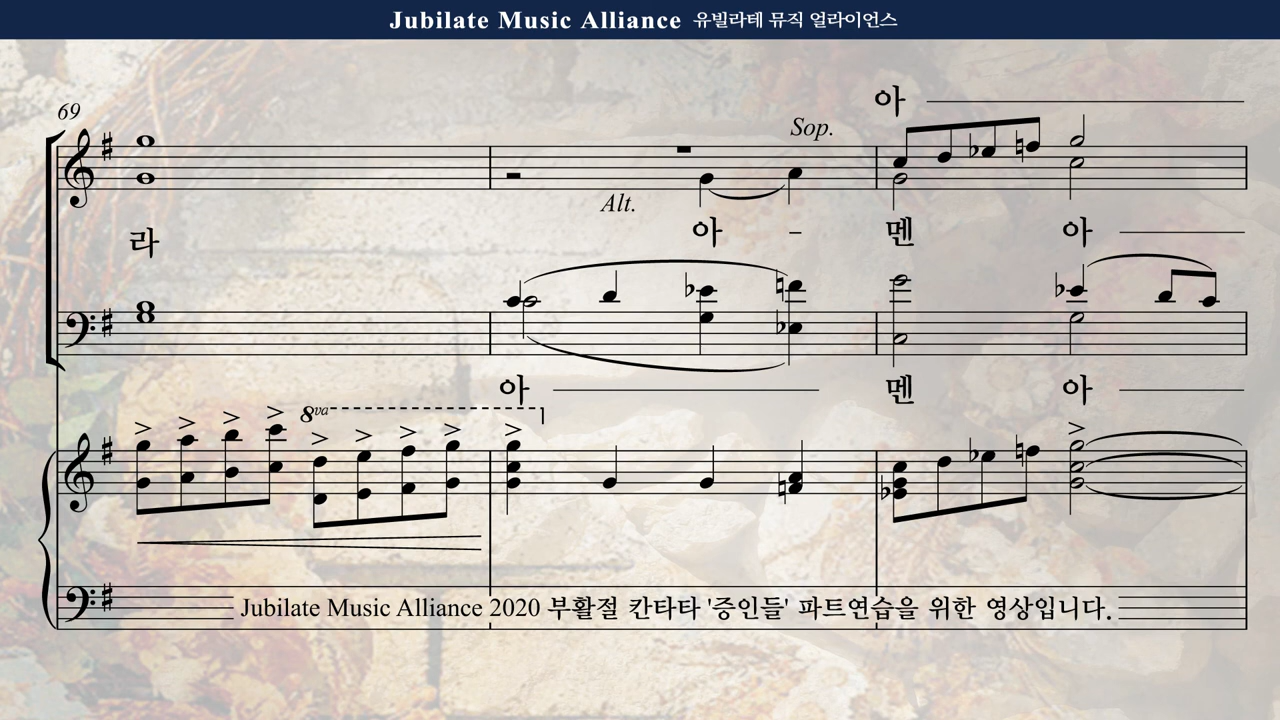 Jubilate Music Alliance 유빌라테 뮤직 얼라이언스
69
아
Sop.
Alt.
라 아 - 멘 아
아 멘 아
8va
Jubilate Music Alliance 2020 부활절 칸타타 '증인들' 파트연습을 위한 영상입니다.